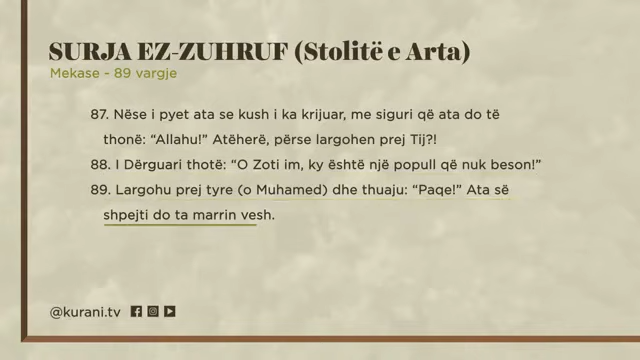 SURJA EZ-ZUHRUF (Stolitë e Arta)
Mekase - 89 vargje
87. Nëse i pyet ata se kush i ka krijuar, me siguri që ata do të
thonë: “Allahu!” Atëherë, përse largohen prej Tij?!
88. I Dërguari thotë: “O Zoti im, ky është një popull që nuk beson!”
89. Largohu prej tyre (o Muhamed) dhe thuaju: “Paqe!” Ata së
shpejti do ta marrin vesh.
@kurani.tv